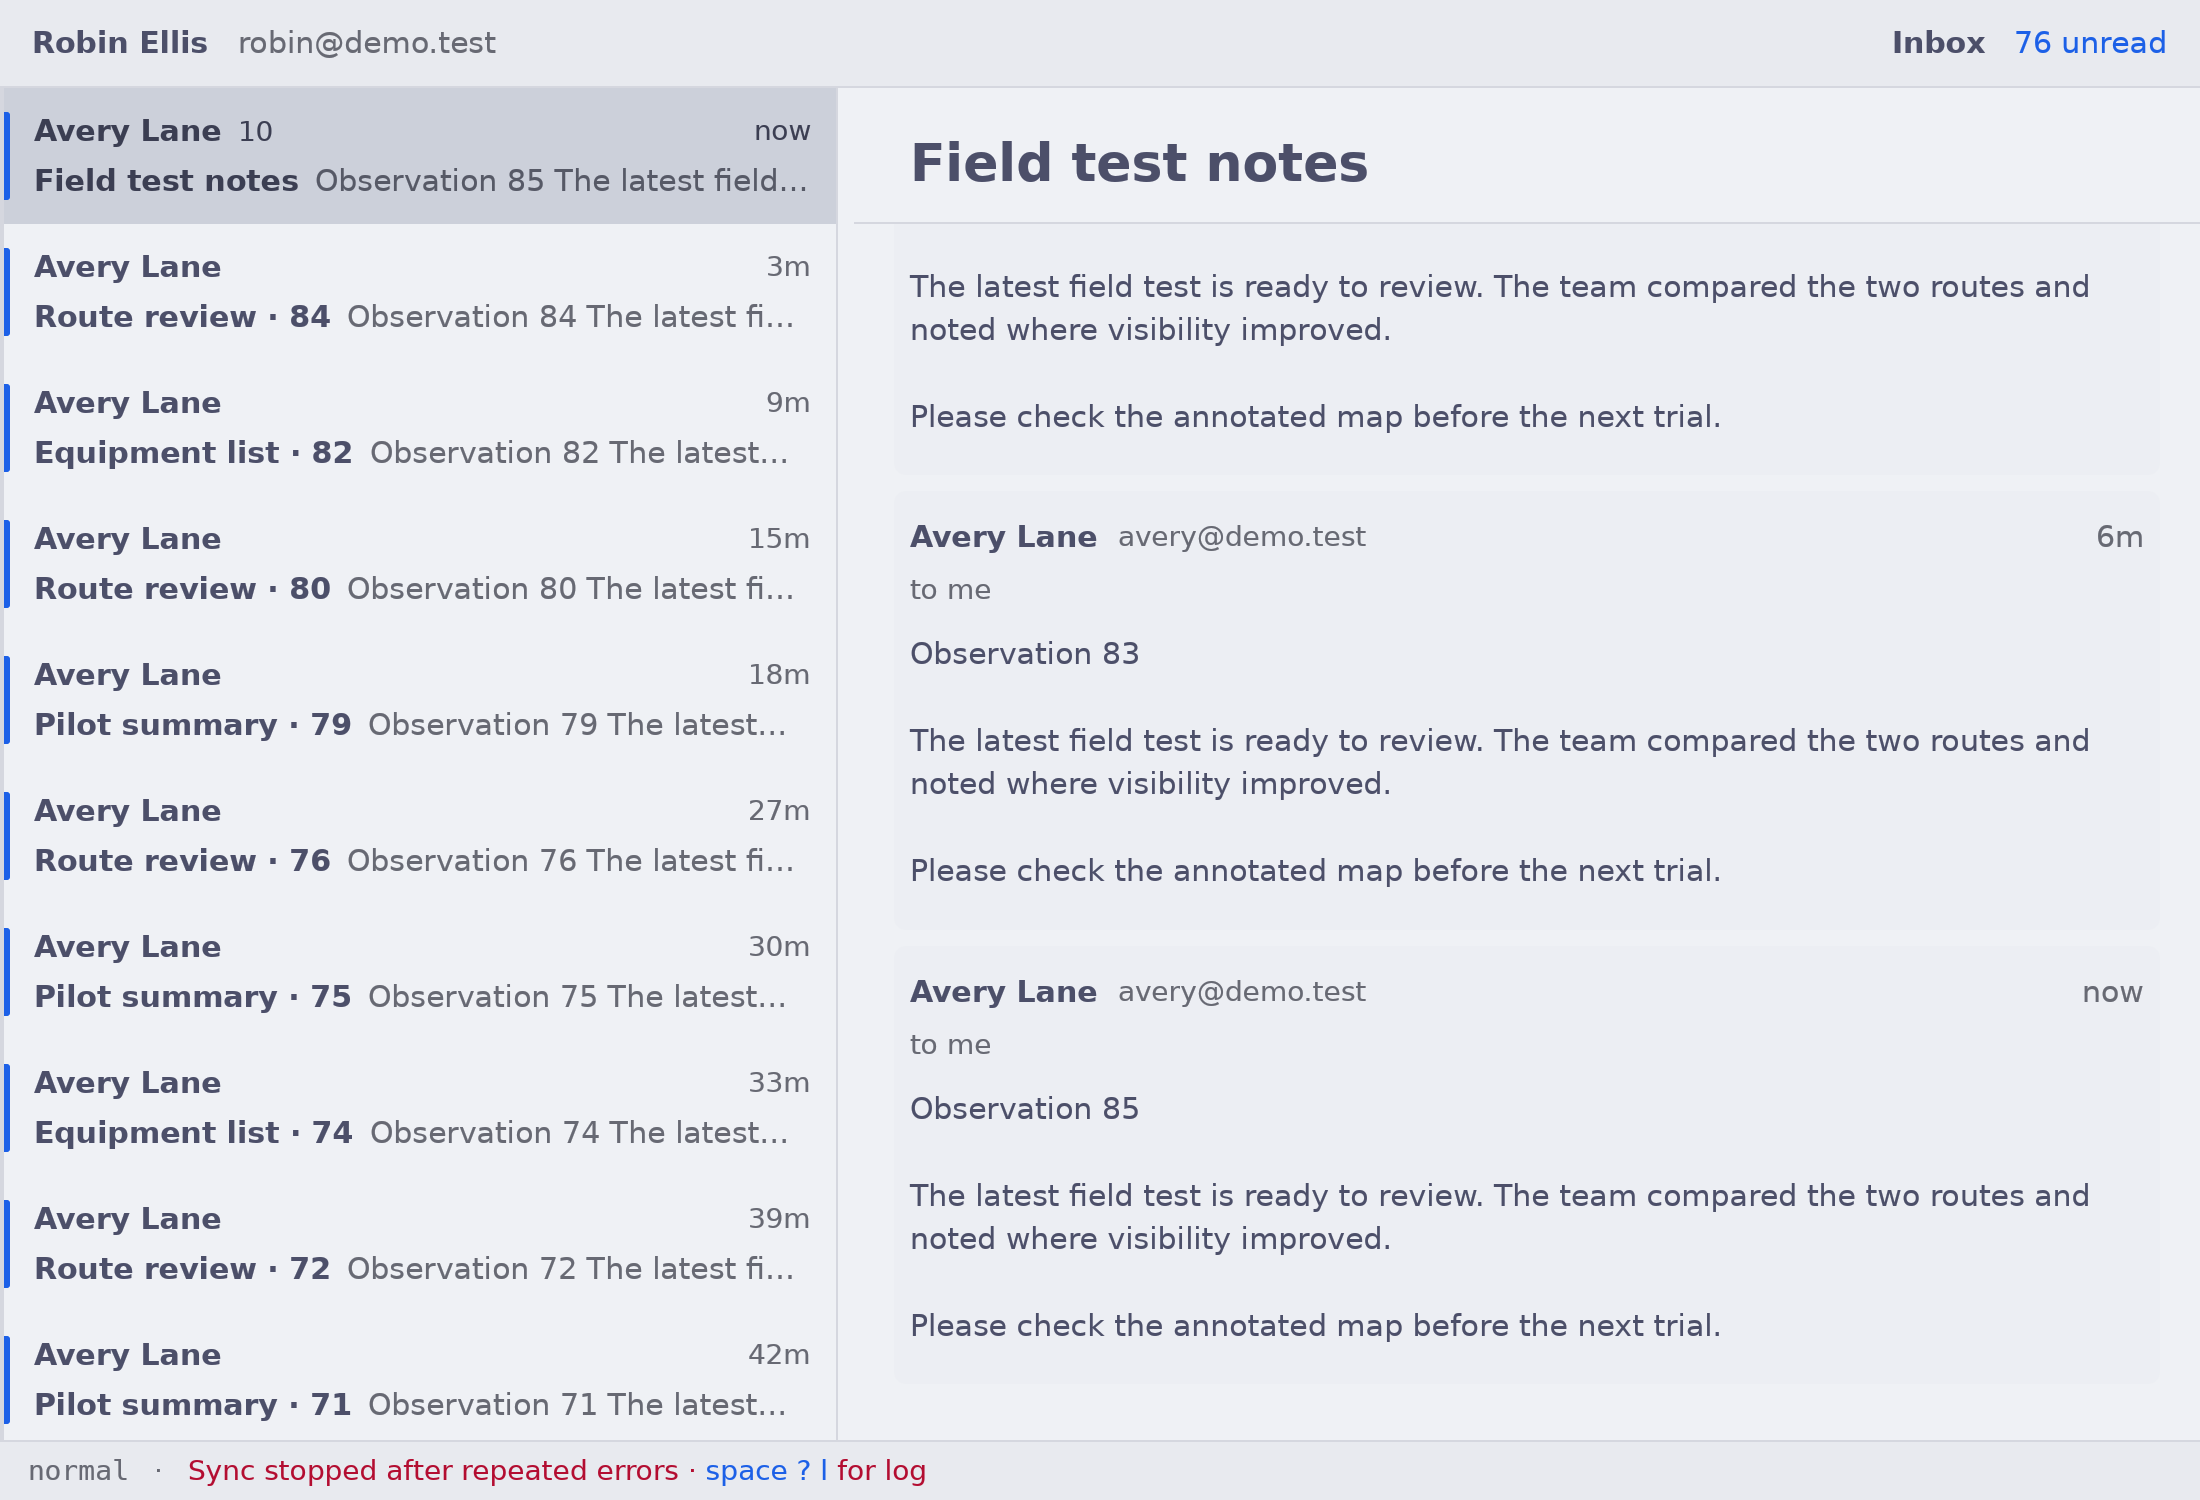 Robin Ellis robin@demo.test
Inbox 76 unread
Avery Lane 10 now
Field test notes Observation 85 The latest field…
Avery Lane 3m
Route review · 84 Observation 84 The latest fi…
Avery Lane 9m
Equipment list · 82 Observation 82 The latest…
Avery Lane 15m
Route review · 80 Observation 80 The latest fi…
Avery Lane 18m
Pilot summary · 79 Observation 79 The latest…
Avery Lane 27m
Route review · 76 Observation 76 The latest fi…
Avery Lane 30m
Pilot summary · 75 Observation 75 The latest…
Avery Lane 33m
Equipment list · 74 Observation 74 The latest…
Avery Lane 39m
Route review · 72 Observation 72 The latest fi…
Avery Lane 42m
Pilot summary · 71 Observation 71 The latest…
Field test notes
The latest field test is ready to review. The team compared the two routes and
noted where visibility improved.
Please check the annotated map before the next trial.
Avery Lane avery@demo.test 6m
to me
Observation 83
The latest field test is ready to review. The team compared the two routes and
noted where visibility improved.
Please check the annotated map before the next trial.
Avery Lane avery@demo.test now
to me
Observation 85
The latest field test is ready to review. The team compared the two routes and
noted where visibility improved.
Please check the annotated map before the next trial.
normal · Sync stopped after repeated errors · space ? l for log